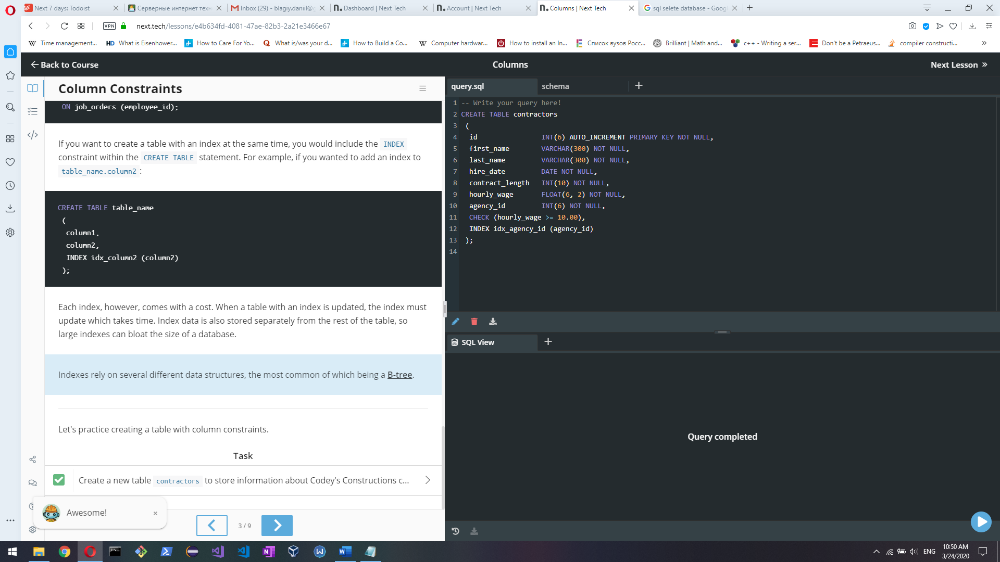 Next 7 days: Todoist
Серверные интернет техн
Inbox (29) - blagiy.daniil@g
Dashboard | Next Tech
Account | Next Tech
Columns | Next Tech
sql selete database - Goog
VPN
next.tech/lessons/e4b634fd-4081-47ae-82b3-2a21e3466e67
Time management...
What is Eisenhower...
How to Care For Yo...
What is/was your d...
How to Build a Co...
Computer hardwar...
How to install an In...
Список вузов Росс...
Brilliant | Math and...
c++ - Writing a ser...
Don't be a Petraeus...
compiler constructi...
Back to Course
Columns
Next Lesson »
Column Constraints
ON job_orders (employee_id);
If you want to create a table with an index at the same time, you would include the INDEX
constraint within the CREATE TABLE statement. For example, if you wanted to add an index to
table_name.column2 :
CREATE TABLE table_name
(
column1,
column2,
INDEX idx_column2 (column2)
);
Each index, however, comes with a cost. When a table with an index is updated, the index must
update which takes time. Index data is also stored separately from the rest of the table, so
large indexes can bloat the size of a database.
Indexes rely on several different data structures, the most common of which being a B-tree.
Let's practice creating a table with column constraints.
Task
Create a new table contractors to store information about Codey's Constructions c...
Awesome!
3 / 9
query.sql
schema
1 -- Write your query here!
2 CREATE TABLE contractors
3 (
4 id INT(6) AUTO_INCREMENT PRIMARY KEY NOT NULL,
5 first_name VARCHAR(300) NOT NULL,
6 last_name VARCHAR(300) NOT NULL,
7 hire_date DATE NOT NULL,
8 contract_length INT(10) NOT NULL,
9 hourly_wage FLOAT(6, 2) NOT NULL,
10 agency_id INT(6) NOT NULL,
11 CHECK (hourly_wage >= 10.00),
12 INDEX idx_agency_id (agency_id)
13 );
14
SQL View
Query completed
ENG
10:50 AM
3/24/2020